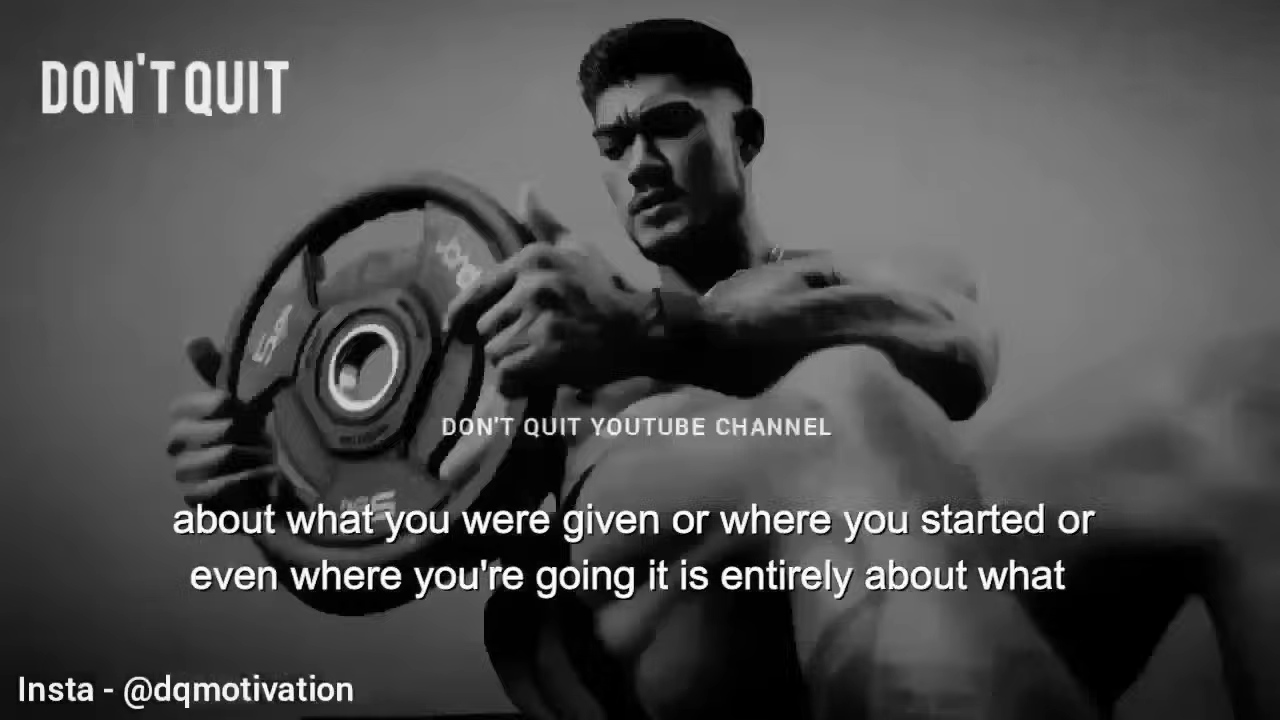 DON'T QUIT
DON'T QUIT YOUTUBE CHANNEL
about what you were given or where you started or
even where you're going it is entirely about what
Insta - @dqmotivation